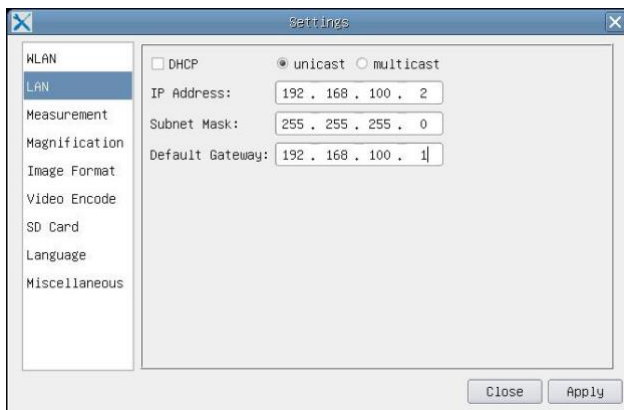 Settings
WLAN
LAN
Measurement
Magnification
Image Format
Video Encode
SD Card
Language
Miscellaneous
DHCP unicast multicast
IP Address: 192 . 168 . 100 . 2
Subnet Mask: 255 . 255 . 255 . 0
Default Gateway: 192 . 168 . 100 . 1
Close Apply